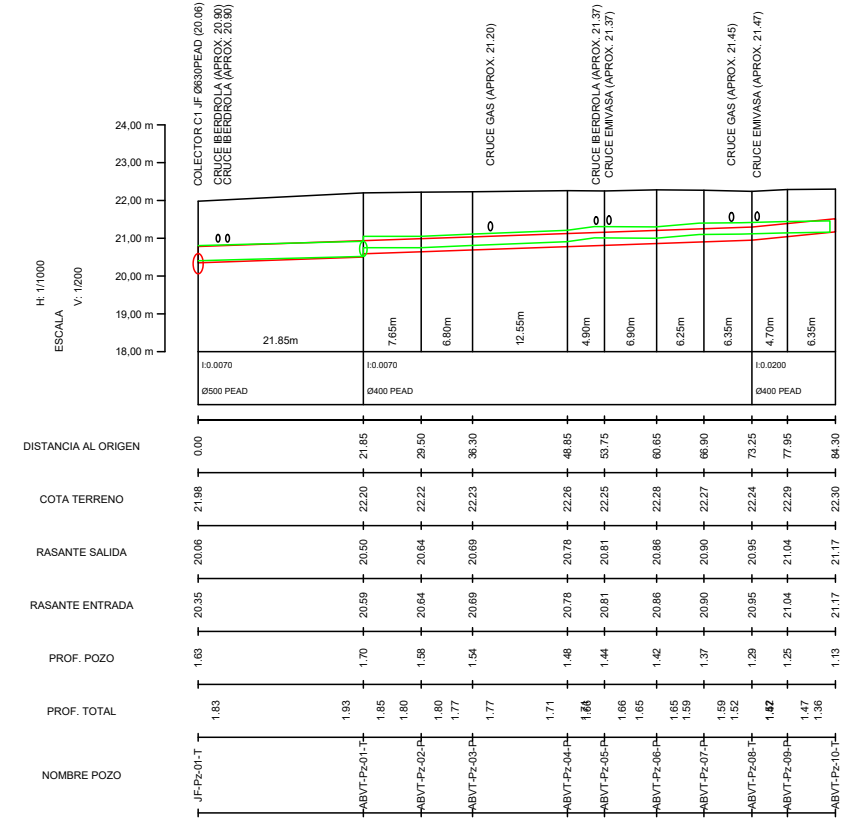 COLECTOR C1 JF Ø630PEAD (20.06)
CRUCE IBERDROLA (APROX. 20.90)
CRUCE IBERDROLA (APROX. 20.90)
CRUCE GAS (APROX. 21.20)
CRUCE IBERDROLA (APROX. 21.37)
CRUCE EMIVASA (APROX. 21.37)
CRUCE GAS (APROX. 21.45)
CRUCE EMIVASA (APROX. 21.47)
24,00 m
23,00 m
22,00 m
21,00 m
20,00 m
19,00 m
18,00 m
H: 1/1000
ESCALA
V: 1/200
21.85m
7.65m
6.80m
12.55m
4.90m
6.90m
6.25m
6.35m
4.70m
6.35m
I:0.0070
I:0.0070
I:0.0200
Ø500 PEAD
Ø400 PEAD
Ø400 PEAD
DISTANCIA AL ORIGEN 0.00 21.85 29.50 36.30 48.85 53.75 60.65 66.90 73.25 77.95 84.30
COTA TERRENO 21.98 22.20 22.22 22.23 22.26 22.25 22.28 22.27 22.24 22.29 22.30
RASANTE SALIDA 20.06 20.50 20.64 20.69 20.78 20.81 20.86 20.90 20.95 21.04 21.17
RASANTE ENTRADA 20.35 20.59 20.64 20.69 20.78 20.81 20.86 20.90 20.95 21.04 21.17
PROF. POZO 1.63 1.70 1.58 1.54 1.48 1.44 1.42 1.37 1.29 1.25 1.13
PROF. TOTAL 1.83 1.93 1.85 1.80 1.80 1.77 1.77 1.71 1.66 1.65 1.65 1.59 1.59 1.52 1.47 1.36
NOMBRE POZO JF-Pz-01-T ABVT-Pz-01-T ABVT-Pz-02-P ABVT-Pz-03-P ABVT-Pz-04-P ABVT-Pz-05-P ABVT-Pz-06-P ABVT-Pz-07-P ABVT-Pz-08-T ABVT-Pz-09-P ABVT-Pz-10-T